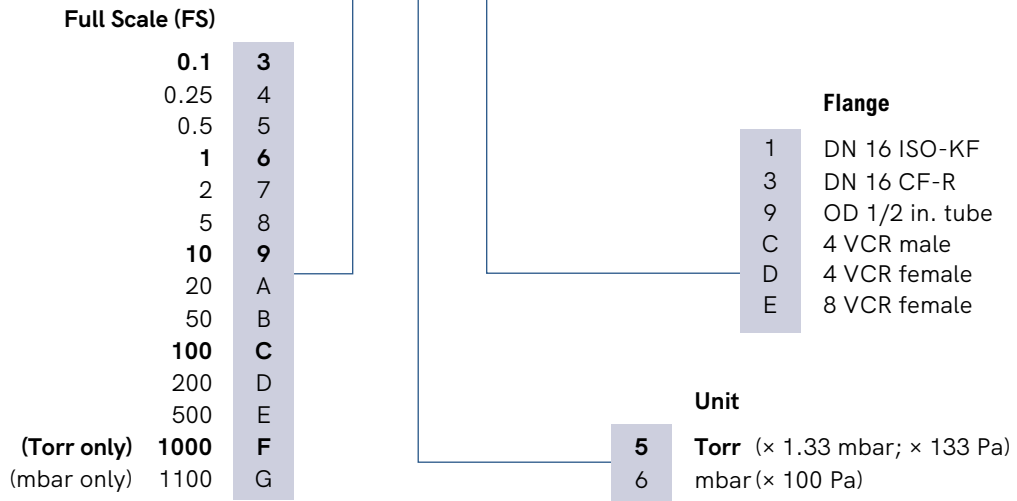 Full Scale (FS)
0.1 3
0.25 4
0.5 5
1 6
2 7
5 8
10 9
20 A
50 B
100 C
200 D
500 E
(Torr only) 1000 F
(mbar only) 1100 G
Flange
1 DN 16 ISO-KF
3 DN 16 CF-R
9 OD 1/2 in. tube
C 4 VCR male
D 4 VCR female
E 8 VCR female
Unit
5 Torr (× 1.33 mbar; × 133 Pa)
6 mbar (× 100 Pa)